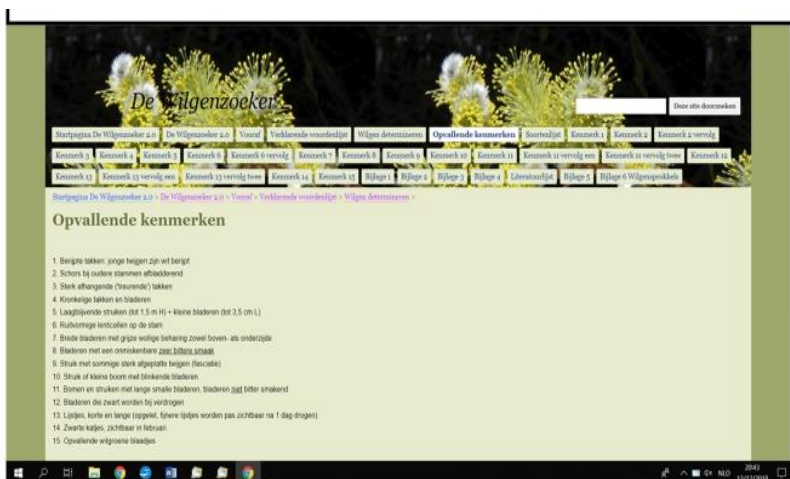 De Wilgenzoeker
Deze site doorzoeken
Startpagina De Wilgenzoeker 2.0 De Wilgenzoeker 2.0 Vooraf Verklarende woordenlijst Wilgen determineren Opvallende kenmerken Soortenlijst Kenmerk 1 Kenmerk 2 Kenmerk 2 vervolg
Kenmerk 3 Kenmerk 4 Kenmerk 5 Kenmerk 6 Kenmerk 6 vervolg Kenmerk 7 Kenmerk 8 Kenmerk 9 Kenmerk 10 Kenmerk 11 Kenmerk 11 vervolg een Kenmerk 11 vervolg twee Kenmerk 12
Kenmerk 13 Kenmerk 13 vervolg een Kenmerk 13 vervolg twee Kenmerk 14 Kenmerk 15 Bijlage 1 Bijlage 2 Bijlage 3 Bijlage 4 Literatuurlijst Bijlage 5 Bijlage 6 Wilgensprokkels
Startpagina De Wilgenzoeker 2.0 > De Wilgenzoeker 2.0 > Vooraf > Verklarende woordenlijst > Wilgen determineren >
Opvallende kenmerken
1. Berijpte takken: jonge twijgen zijn wit berijpt
2. Schors bij oudere stammen afbladderend
3. Sterk afhangende ('treurende') takken
4. Kronkelige takken en bladeren
5. Laagblijvende struiken (tot 1,5 m H) + kleine bladeren (tot 3,5 cm L)
6. Ruitvormige lenticellen op de stam
7. Brede bladeren met grijze wollige beharing zowel boven- als onderzijde
8. Bladeren met een onmiskenbare zeer bittere smaak
9. Struik met sommige sterk afgeplatte twijgen (fasciatie)
10. Struik of kleine boom met blinkende bladeren
11. Bomen en struiken met lange smalle bladeren, bladeren niet bitter smakend
12. Bladeren die zwart worden bij verdrogen
13. Lijstjes, korte en lange (opgelet, fijnere lijstjes worden pas zichtbaar na 1 dag drogen)
14. Zwarte katjes, zichtbaar in februari
15. Opvallende witgroene blaadjes
NLD
20:43